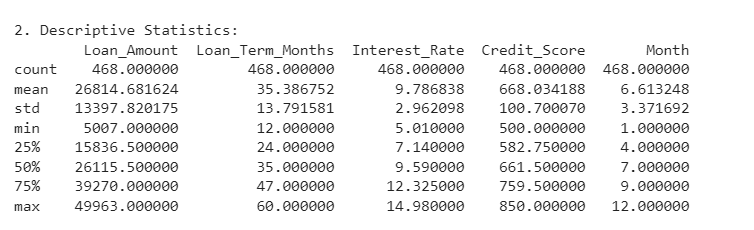 2. Descriptive Statistics:
Loan_Amount Loan_Term_Months Interest_Rate Credit_Score Month
count 468.000000 468.000000 468.000000 468.000000 468.000000
mean 26814.681624 35.386752 9.786838 668.034188 6.613248
std 13397.820175 13.791581 2.962098 100.700070 3.371692
min 5007.000000 12.000000 5.010000 500.000000 1.000000
25% 15836.500000 24.000000 7.140000 582.750000 4.000000
50% 26115.500000 35.000000 9.590000 661.500000 7.000000
75% 39270.000000 47.000000 12.325000 759.500000 9.000000
max 49963.000000 60.000000 14.980000 850.000000 12.000000